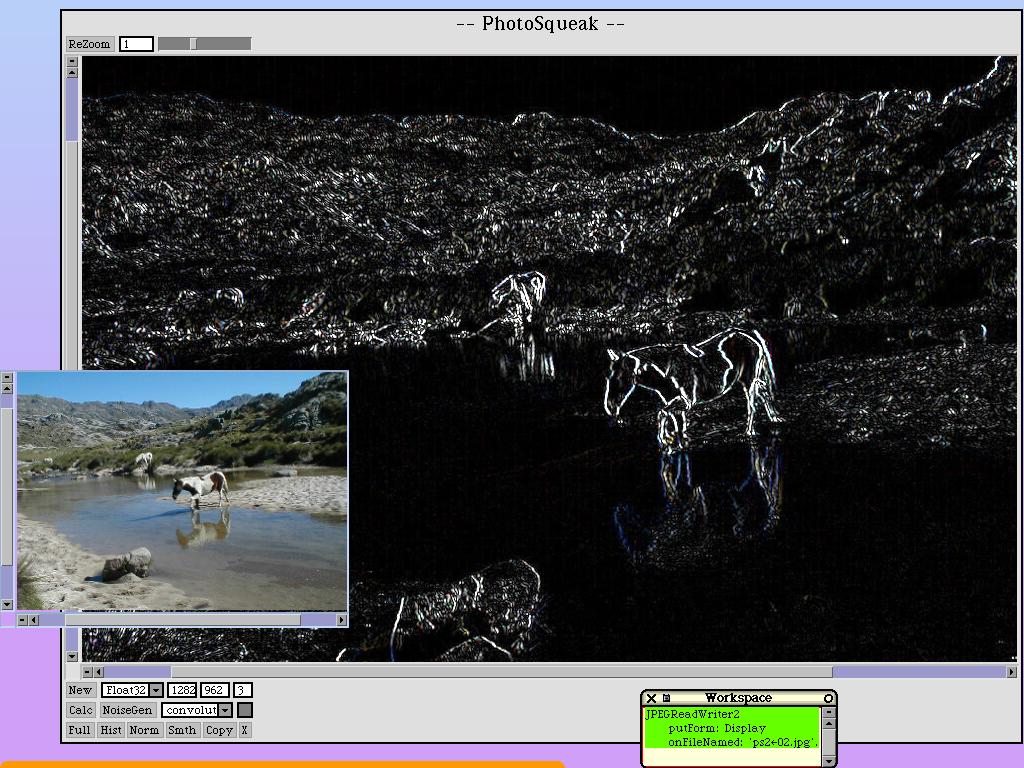 -- PhotoSqueak --
ReZoom 1
New Float32 1282 962 3
Calc NoiseGen convolut
Full Hist Norm Smth Copy X
Workspace
JPEGReadWriter2
putForm: Display
onFileNamed: 'ps2←02.jpg'.